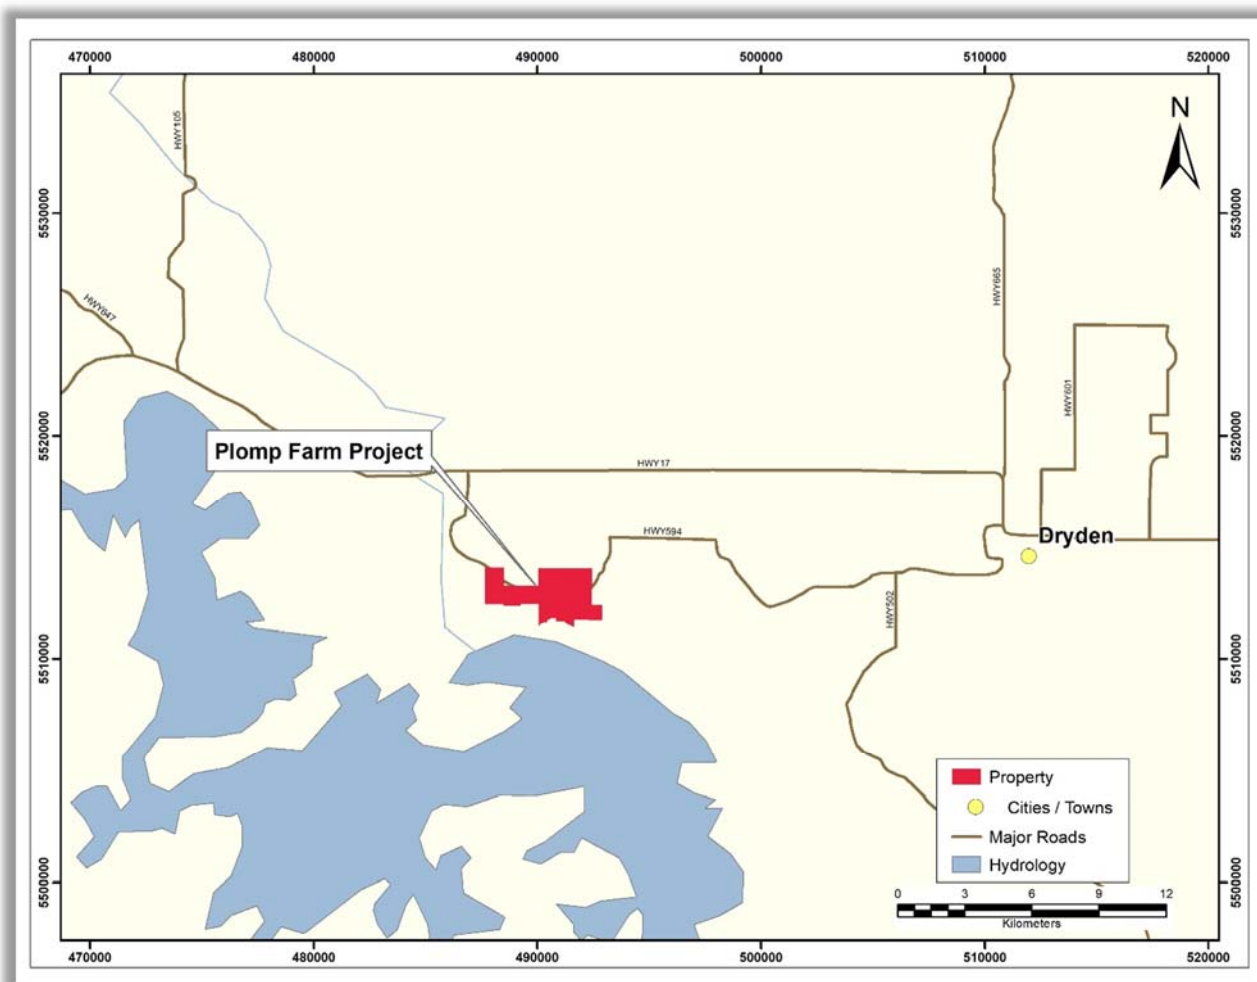 470000 480000 490000 500000 510000 520000
N
HWY105
5530000
5530000
HWY665
HWY647
HWY601
5520000
5520000
Plomp Farm Project
HWY17
HWY594
Dryden
HWY502
5510000
5510000
Property
Cities / Towns
Major Roads
Hydrology
5500000
5500000
0 3 6 9 12
Kilometers
470000 480000 490000 500000 510000 520000